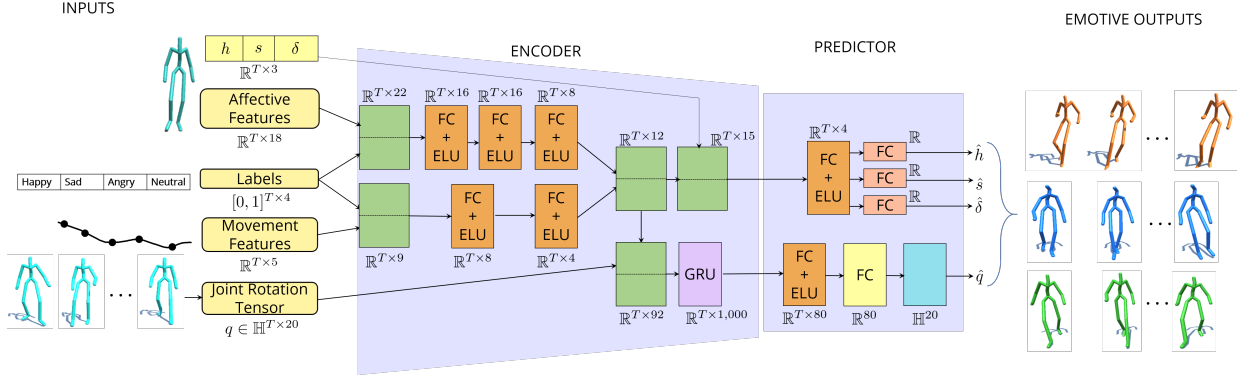 INPUTS
ENCODER
PREDICTOR
EMOTIVE OUTPUTS
h s δ
ℝ^{T×3}
Affective
Features
ℝ^{T×18}
Happy Sad Angry Neutral
Labels
[0, 1]^{T×4}
Movement
Features
ℝ^{T×5}
...
Joint Rotation
Tensor
q ∈ ℍ^{T×20}
ℝ^{T×22}
ℝ^{T×16}
FC
+
ELU
ℝ^{T×16}
FC
+
ELU
ℝ^{T×8}
FC
+
ELU
ℝ^{T×9}
FC
+
ELU
ℝ^{T×8}
FC
+
ELU
ℝ^{T×4}
ℝ^{T×12}
ℝ^{T×15}
ℝ^{T×92}
GRU
ℝ^{T×1,000}
ℝ^{T×4}
FC
+
ELU
ℝ
FC
ĥ
ℝ
FC
ŝ
ℝ
FC
δ̂
FC
+
ELU
ℝ^{T×80}
FC
ℝ^{80}
ℍ^{20}
q̂
...
...
...